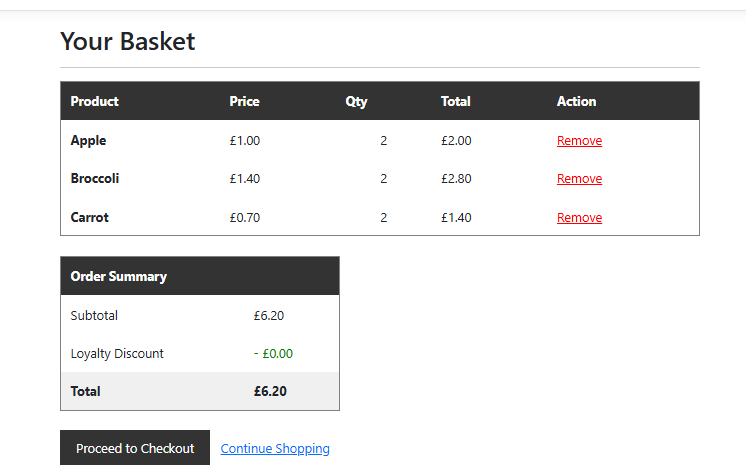 Your Basket
Product Price Qty Total Action
Apple £1.00 2 £2.00 Remove
Broccoli £1.40 2 £2.80 Remove
Carrot £0.70 2 £1.40 Remove
Order Summary
Subtotal £6.20
Loyalty Discount - £0.00
Total £6.20
Proceed to Checkout Continue Shopping